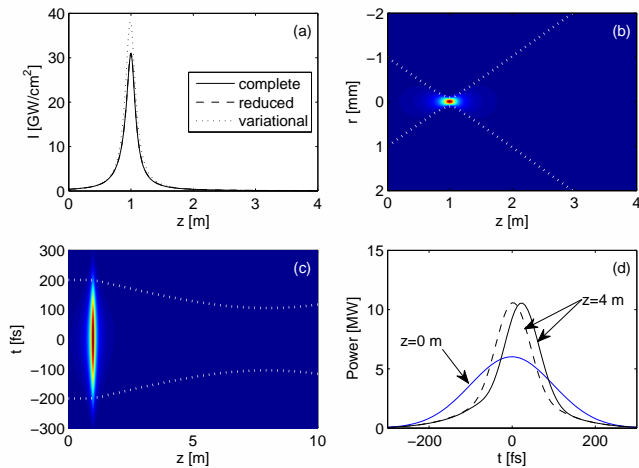 (a)
I [GW/cm²]
40
30
20
10
0
complete
reduced
variational
0 1 2 3 4
z [m]
(b)
r [mm]
-2
-1
0
1
2
0 1 2 3 4
z [m]
(c)
t [fs]
300
200
100
0
−100
−200
−300
0 5 10
z [m]
(d)
Power [MW]
15
10
5
0
z=4 m
z=0 m
−200 0 200
t [fs]